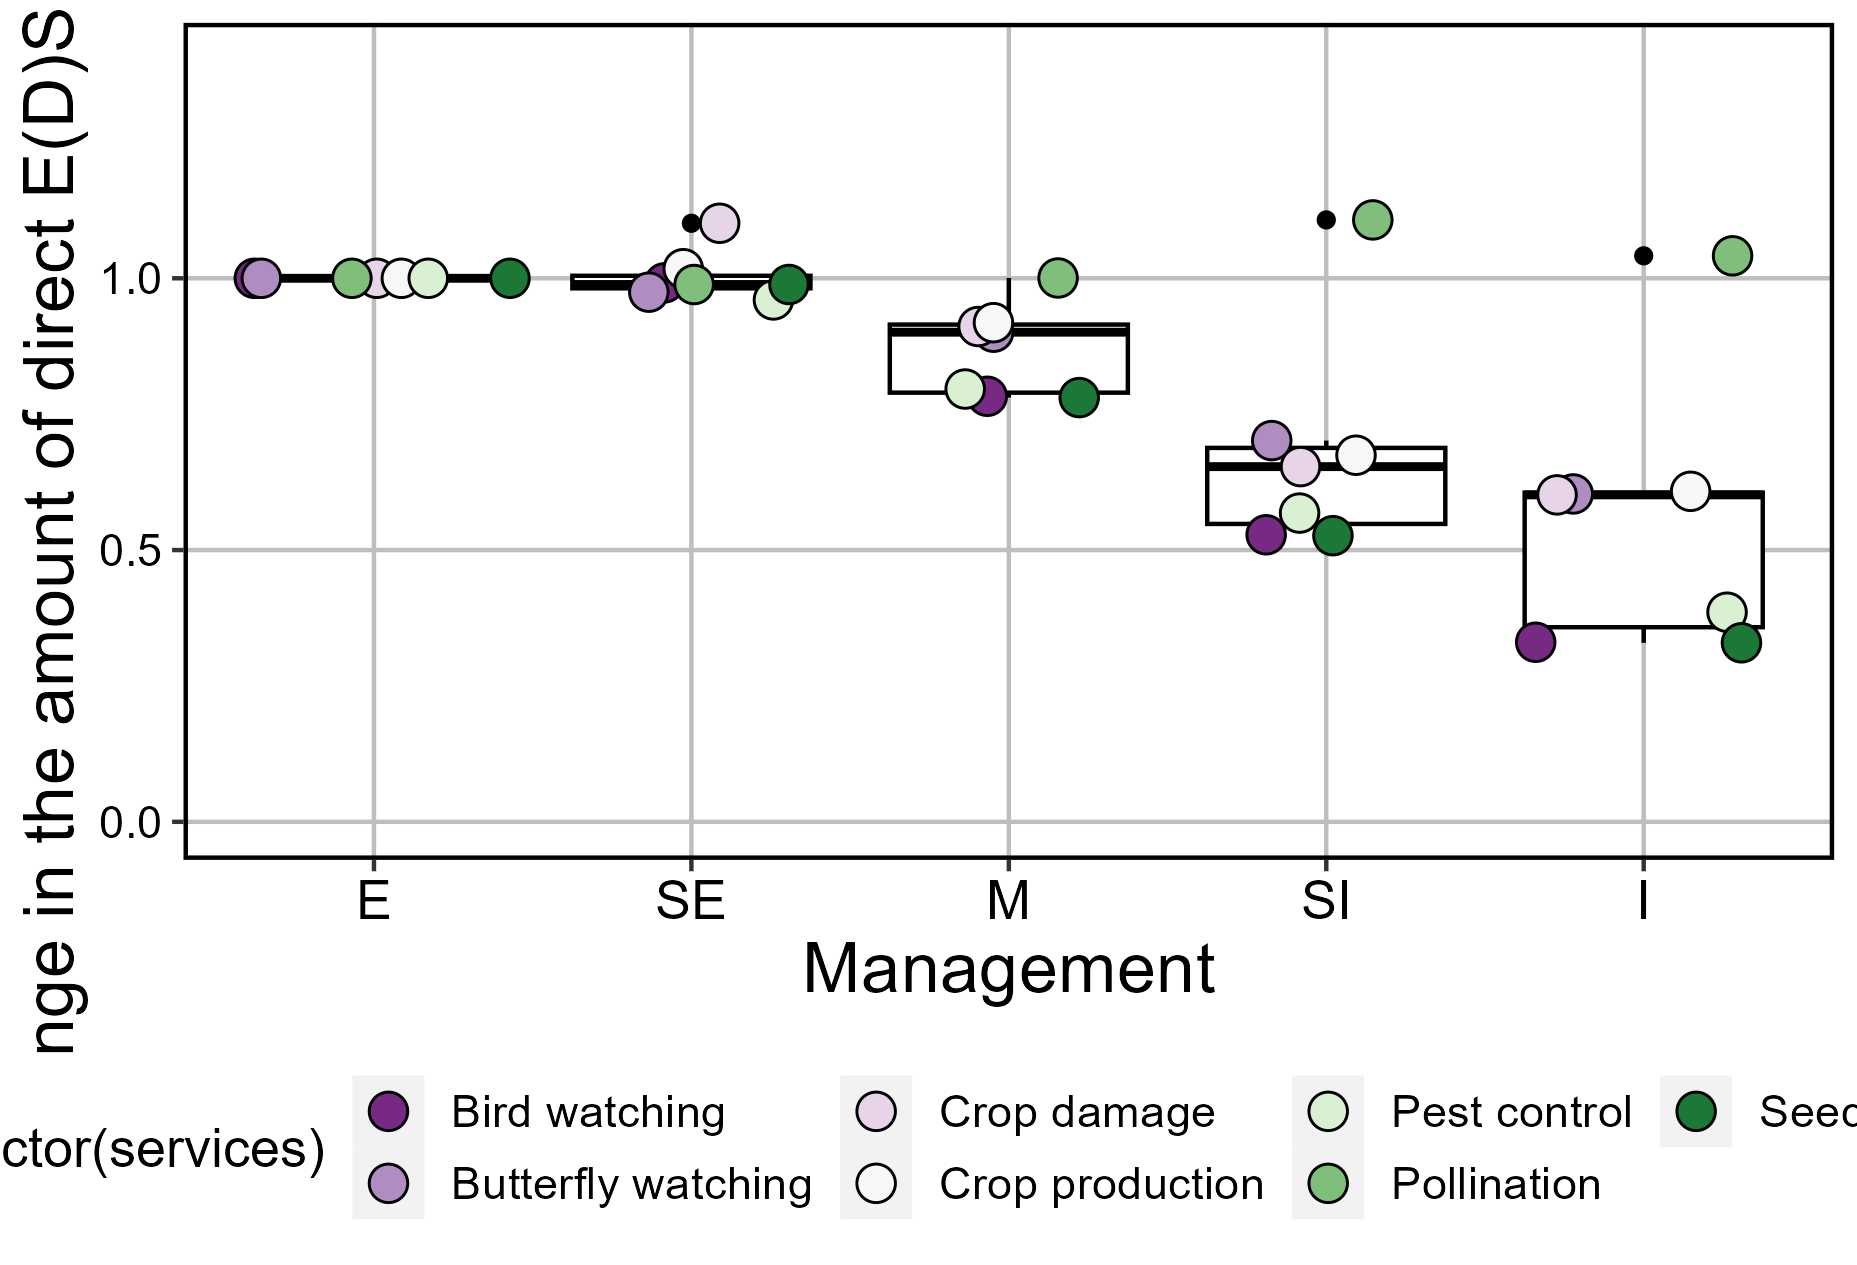 nge in the amount of direct E(D)S
1.0
0.5
0.0
E SE M SI I
Management
ctor(services)
Bird watching Crop damage Pest control Seed
Butterfly watching Crop production Pollination